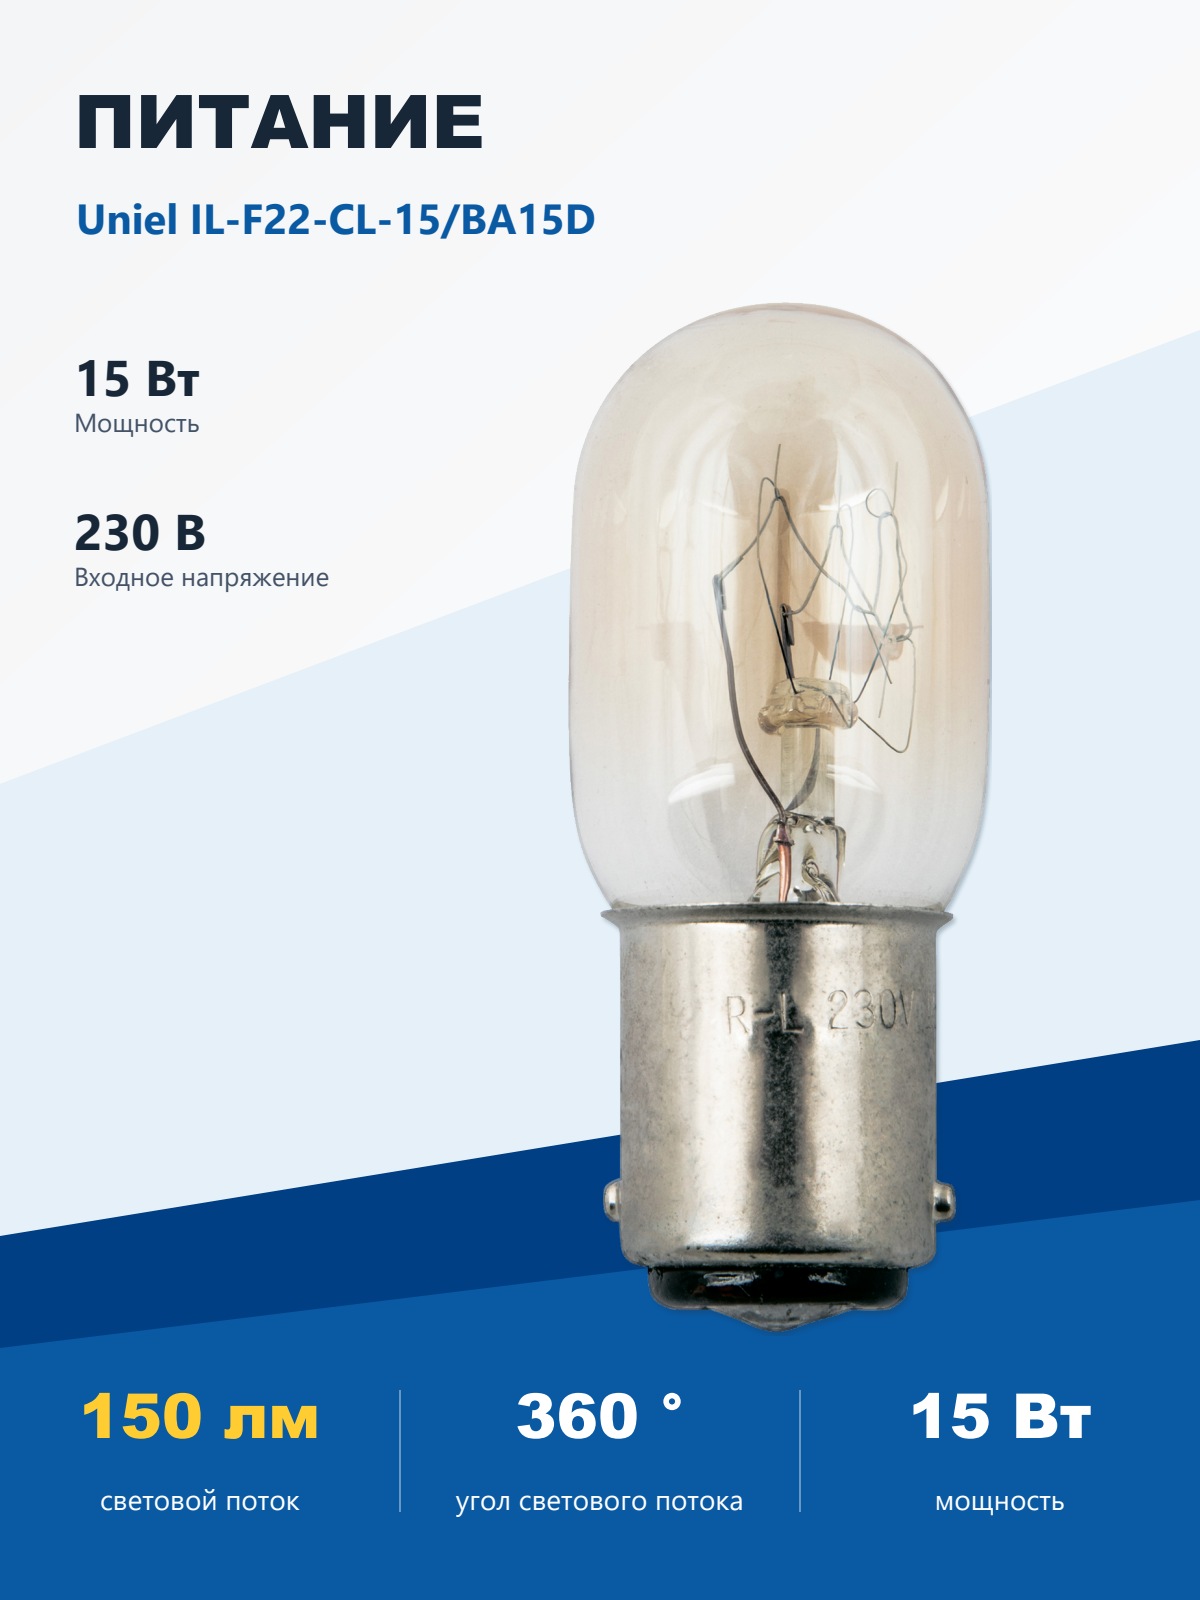 ПИТАНИЕ
Uniel IL-F22-CL-15/BA15D
15 Вт
Мощность
230 В
Входное напряжение
R-L 230V
150 лм
световой поток
360 °
угол светового потока
15 Вт
мощность